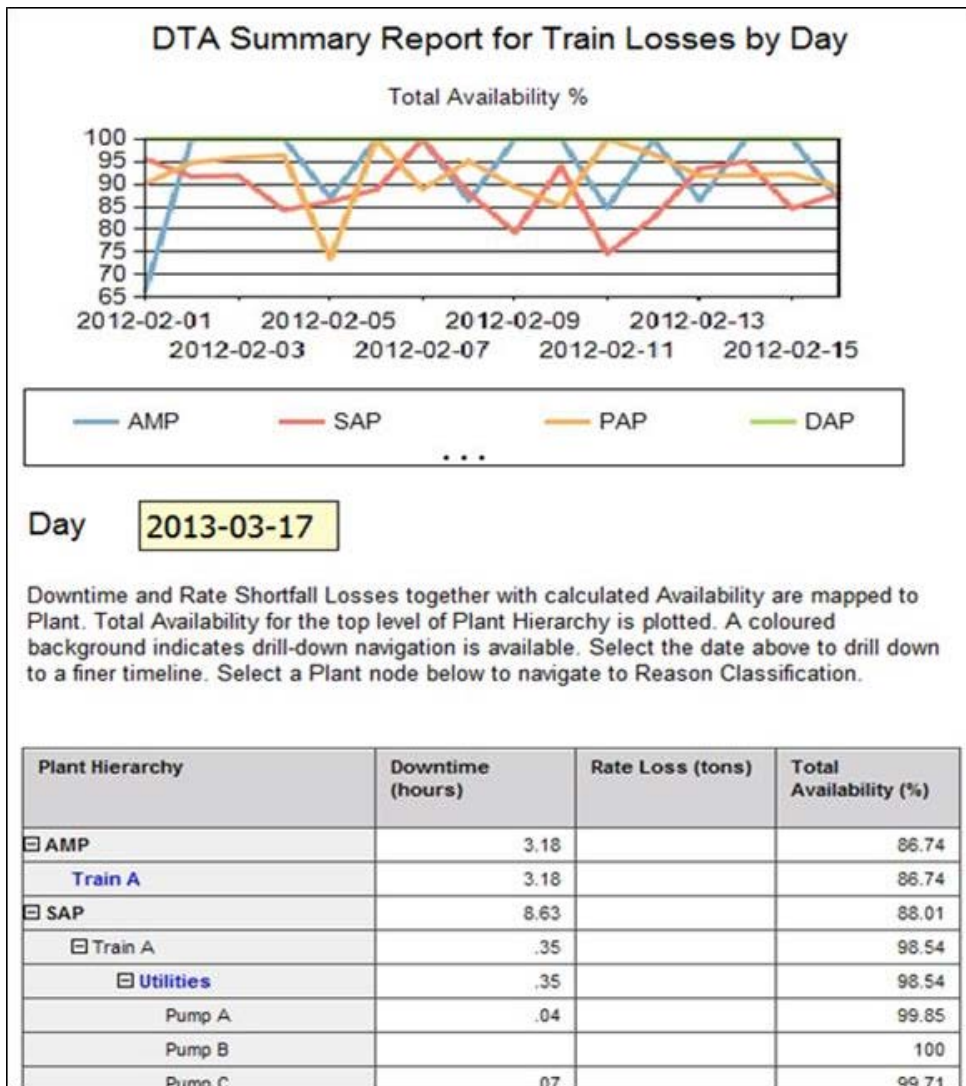 DTA Summary Report for Train Losses by Day
Total Availability %
100
95
90
85
80
75
70
65
2012-02-01 2012-02-05 2012-02-09 2012-02-13
2012-02-03 2012-02-07 2012-02-11 2012-02-15
AMP SAP PAP DAP
...
Day 2013-03-17
Downtime and Rate Shortfall Losses together with calculated Availability are mapped to
Plant. Total Availability for the top level of Plant Hierarchy is plotted. A coloured
background indicates drill-down navigation is available. Select the date above to drill down
to a finer timeline. Select a Plant node below to navigate to Reason Classification.
Plant Hierarchy Downtime Rate Loss (tons) Total
(hours) Availability (%)
AMP 3.18 86.74
Train A 3.18 86.74
SAP 8.63 88.01
Train A .35 98.54
Utilities .35 98.54
Pump A .04 99.85
Pump B 100
Pump C .07 99.71